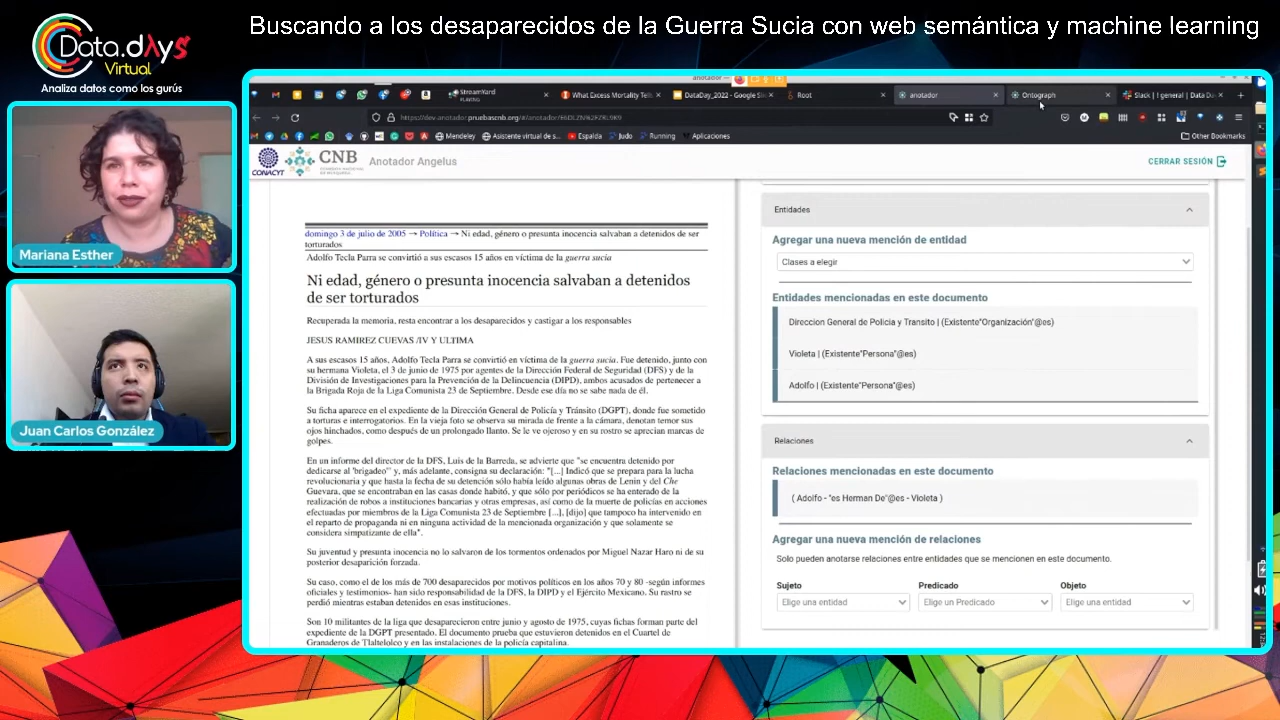 Buscando a los desaparecidos de la Guerra Sucia con web semántica y machine learning
Data.dAys
Virtual
Analiza datos como los gurús
Mariana Esther
Juan Carlos González
anotador —
StreamYard
PLAYING
What Excess Mortality Tells
DataDay_2022 - Google Sli
Root
anotador
Ontograph
Slack | l general | Data Da
Mendeley
Asistente virtual de s...
Espalda
Judo
Running
Aplicaciones
Other Bookmarks
CONACYT
CNB
Anotador Angelus
CERRAR SESIÓN
domingo 3 de julio de 2005 → Política → Ni edad, género o presunta inocencia salvaban a detenidos de ser
torturados
Adolfo Tecla Parra se convirtió a sus escasos 15 años en víctima de la guerra sucia
Ni edad, género o presunta inocencia salvaban a detenidos
de ser torturados
Recuperada la memoria, resta encontrar a los desaparecidos y castigar a los responsables
JESUS RAMIREZ CUEVAS /IV Y ULTIMA
A sus escasos 15 años, Adolfo Tecla Parra se convirtió en víctima de la guerra sucia. Fue detenido, junto con
su hermana Violeta, el 3 de junio de 1975 por agentes de la Dirección Federal de Seguridad (DFS) y de la
División de Investigaciones para la Prevención de la Delincuencia (DIPD), ambos acusados de pertenecer a
la Brigada Roja de la Liga Comunista 23 de Septiembre. Desde ese día no se sabe nada de él.
Su ficha aparece en el expediente de la Dirección General de Policía y Tránsito (DGPT), donde fue sometido
a torturas e interrogatorios. En la vieja foto se observa su mirada de frente a la cámara, denotan temor sus
ojos hinchados, como después de un prolongado llanto. Se le ve ojeroso y en su rostro se aprecian marcas de
golpes.
En un informe del director de la DFS, Luis de la Barreda, se advierte que "se encuentra detenido por
dedicarse al 'brigadeo'" y, más adelante, consigna su declaración: "[...] Indicó que se prepara para la lucha
revolucionaria y que hasta la fecha de su detención sólo había leído algunas obras de Lenin y del Che
Guevara, que se encontraban en las casas donde habitó, y que sólo por periódicos se ha enterado de la
realización de robos a instituciones bancarias y otras empresas, así como de la muerte de policías en acciones
efectuadas por miembros de la Liga Comunista 23 de Septiembre [...], [dijo] que tampoco ha intervenido en
el reparto de propaganda ni en ninguna actividad de la mencionada organización y que solamente se
considera simpatizante de ella".
Su juventud y presunta inocencia no lo salvaron de los tormentos ordenados por Miguel Nazar Haro ni de su
posterior desaparición forzada.
Su caso, como el de los más de 700 desaparecidos por motivos políticos en los años 70 y 80 -según informes
oficiales y testimonios- han sido responsabilidad de la DFS, la DIPD y el Ejército Mexicano. Su rastro se
perdió mientras estaban detenidos en esas instituciones.
Son 10 militantes de la liga que desaparecieron entre junio y agosto de 1975, cuyas fichas forman parte del
expediente de la DGPT presentado. El documento prueba que estuvieron detenidos en el Cuartel de
Granaderos de Tlaltelolco y en las instalaciones de la policía capitalina.
Entidades
Agregar una nueva mención de entidad
Clases a elegir
Entidades mencionadas en este documento
Direccion General de Policia y Transito | (Existente"Organización"@es)
Violeta | (Existente"Persona"@es)
Adolfo | (Existente"Persona"@es)
Relaciones
Relaciones mencionadas en este documento
( Adolfo - "es Herman De"@es - Violeta )
Agregar una nueva mención de relaciones
Solo pueden anotarse relaciones entre entidades que se mencionen en este documento.
Sujeto Predicado Objeto
Elige una entidad Elige un Predicado Elige una entidad